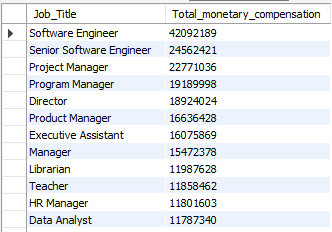 Job_Title Total_monetary_compensation
Software Engineer 42092189
Senior Software Engineer 24562421
Project Manager 22771036
Program Manager 19189998
Director 18924024
Product Manager 16636428
Executive Assistant 16075869
Manager 15472378
Librarian 11987628
Teacher 11858462
HR Manager 11801603
Data Analyst 11787340